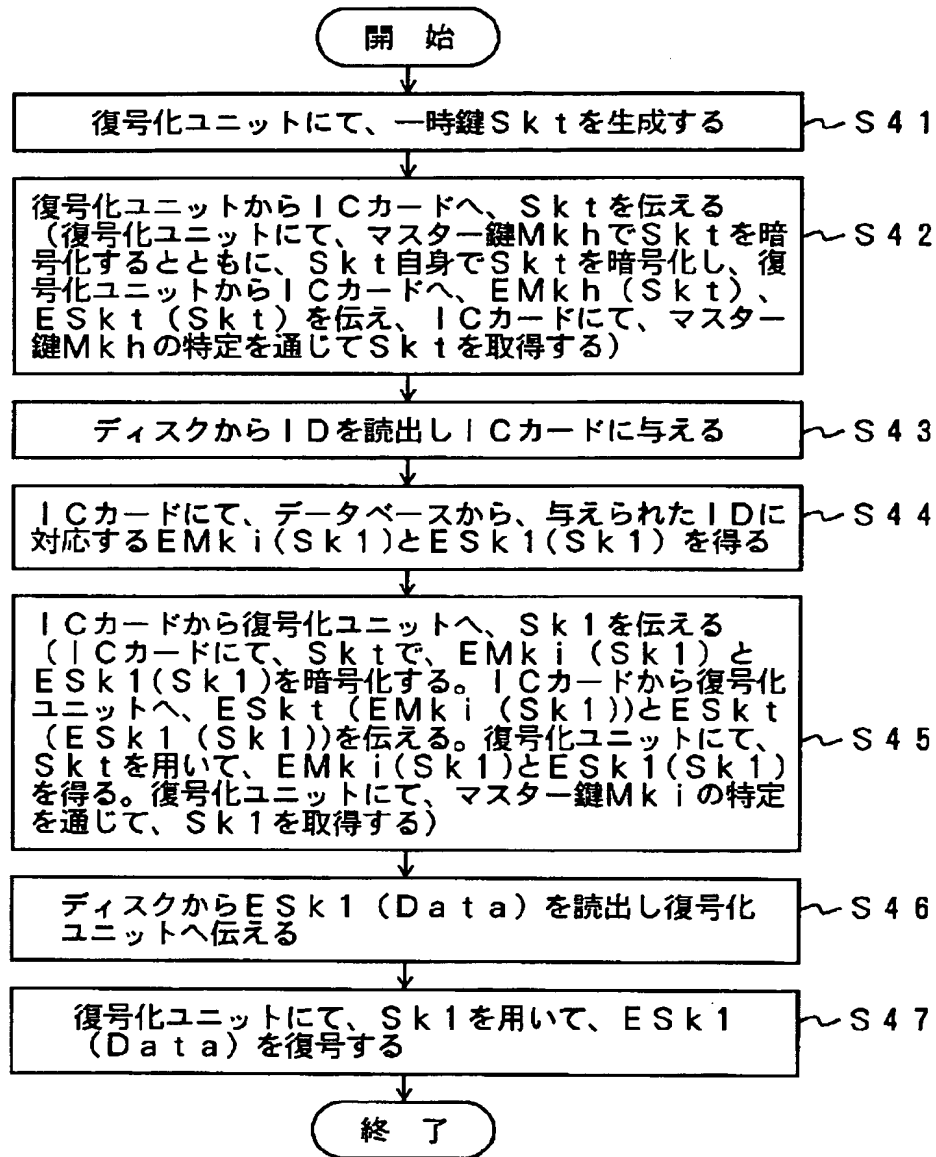 開 始
復号化ユニットにて、一時鍵Sktを生成する
S41
復号化ユニットからICカードへ、Sktを伝える
(復号化ユニットにて、マスター鍵MkhでSktを暗
号化するとともに、Skt自身でSktを暗号化し、復
号化ユニットからICカードへ、EMkh(Skt)、
ESkt(Skt)を伝え、ICカードにて、マスター
鍵Mkhの特定を通じてSktを取得する)
S42
ディスクからIDを読出しICカードに与える
S43
ICカードにて、データベースから、与えられたIDに
対応するEMki(Sk1)とESk1(Sk1)を得る
S44
ICカードから復号化ユニットへ、Sk1を伝える
(ICカードにて、Sktで、EMki(Sk1)と
ESk1(Sk1)を暗号化する。ICカードから復号化
ユニットへ、ESkt(EMki(Sk1))とESkt
(ESk1(Sk1))を伝える。復号化ユニットにて、
Sktを用いて、EMki(Sk1)とESk1(Sk1)
を得る。復号化ユニットにて、マスター鍵Mkiの特定
を通じて、Sk1を取得する)
S45
ディスクからESk1(Data)を読出し復号化
ユニットへ伝える
S46
復号化ユニットにて、Sk1を用いて、ESk1
(Data)を復号する
S47
終 了